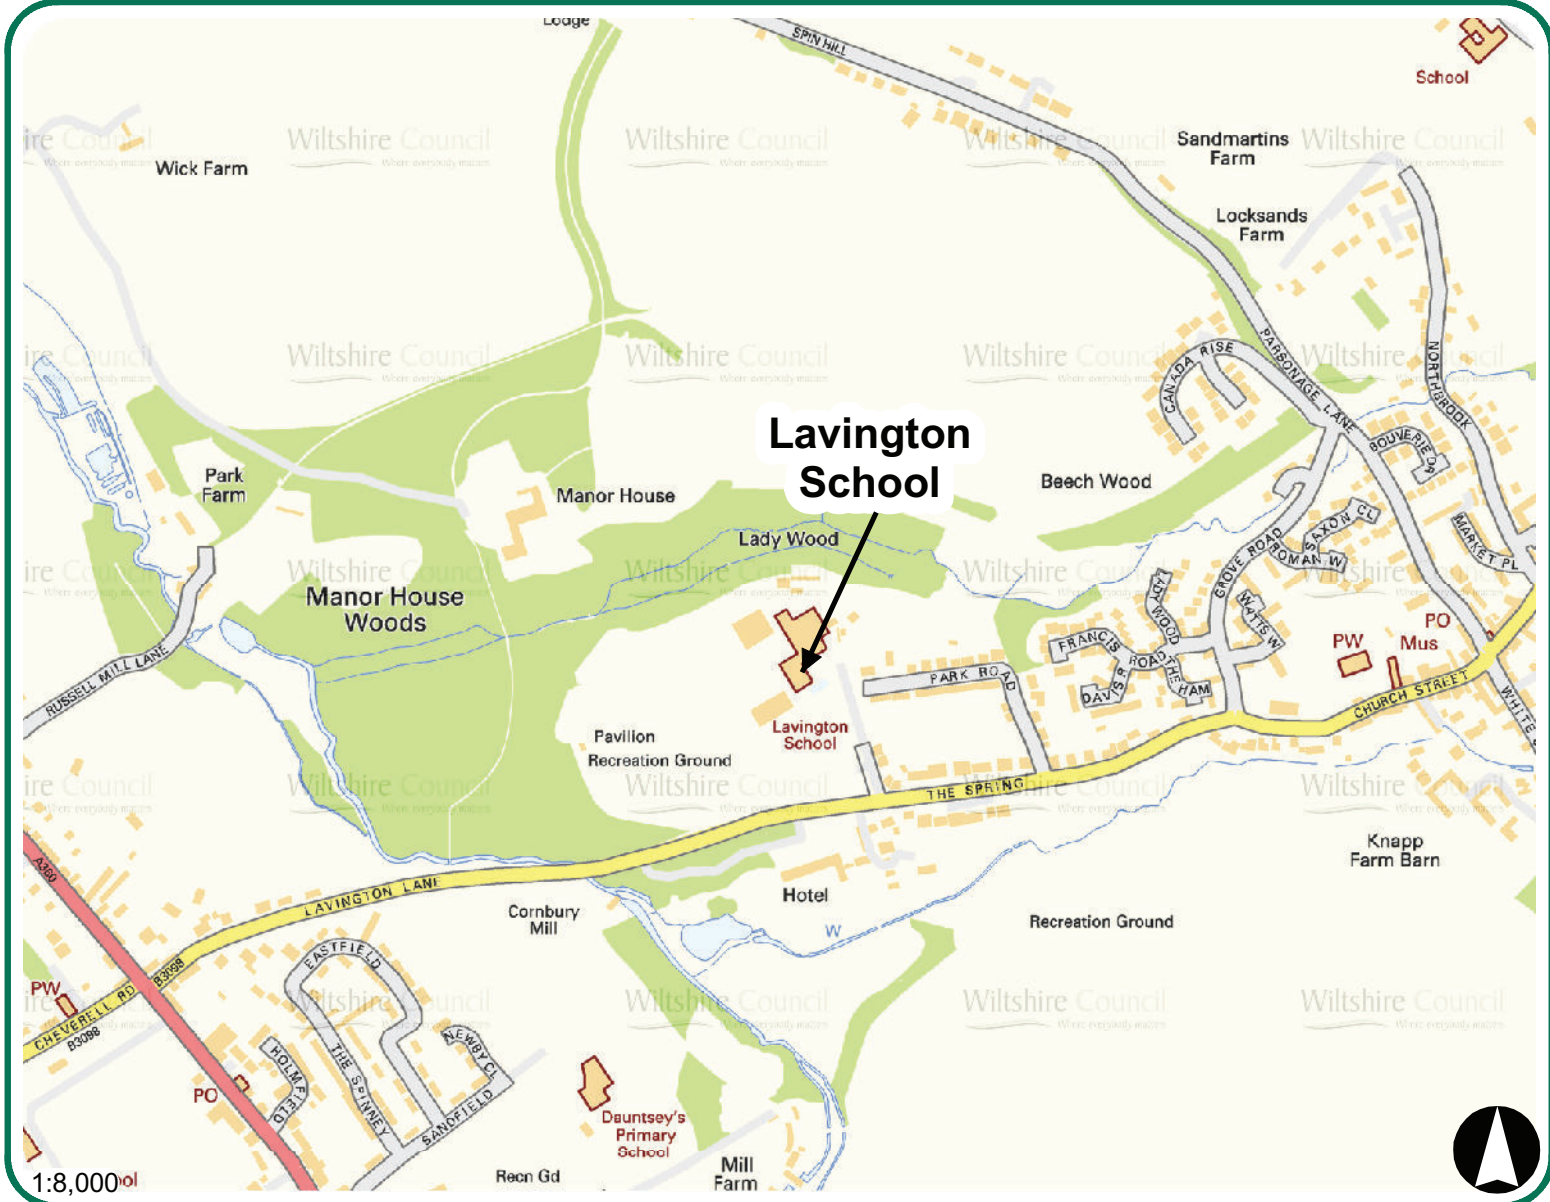 Lodge
SPIN HILL
School
Wick Farm
Sandmartins
Farm
Locksands
Farm
CANADA RISE
PARSONAGE LANE
NORTHBROOK
BOUVERIE DR
Lavington
School
Park
Farm
Manor House
Beech Wood
Lady Wood
SAXON CL
ROMAN W
MARKET PL
GROVE ROAD
Manor House
Woods
LADY WOOD
WATTS W
PO
PW
Mus
FRANCIS ROAD
RUSSELL MILL LANE
PARK ROAD
DAVIS R
THE HAM
CHURCH STREET
WHITE S
Lavington
School
Pavilion
Recreation Ground
THE SPRING
Knapp
Farm Barn
A360
LAVINGTON LANE
Hotel
Cornbury
Mill
Recreation Ground
W
EASTFIELD
B3098
PW
CHEVERELL RD
B3098
NEWBY CL
HOLMFIELD
THE SPINNEY
PO
SANDFIELD
Dauntsey's
Primary
School
Recn Gd
Mill
Farm
1:8,000
ool
Wiltshire Council
Where everybody matters